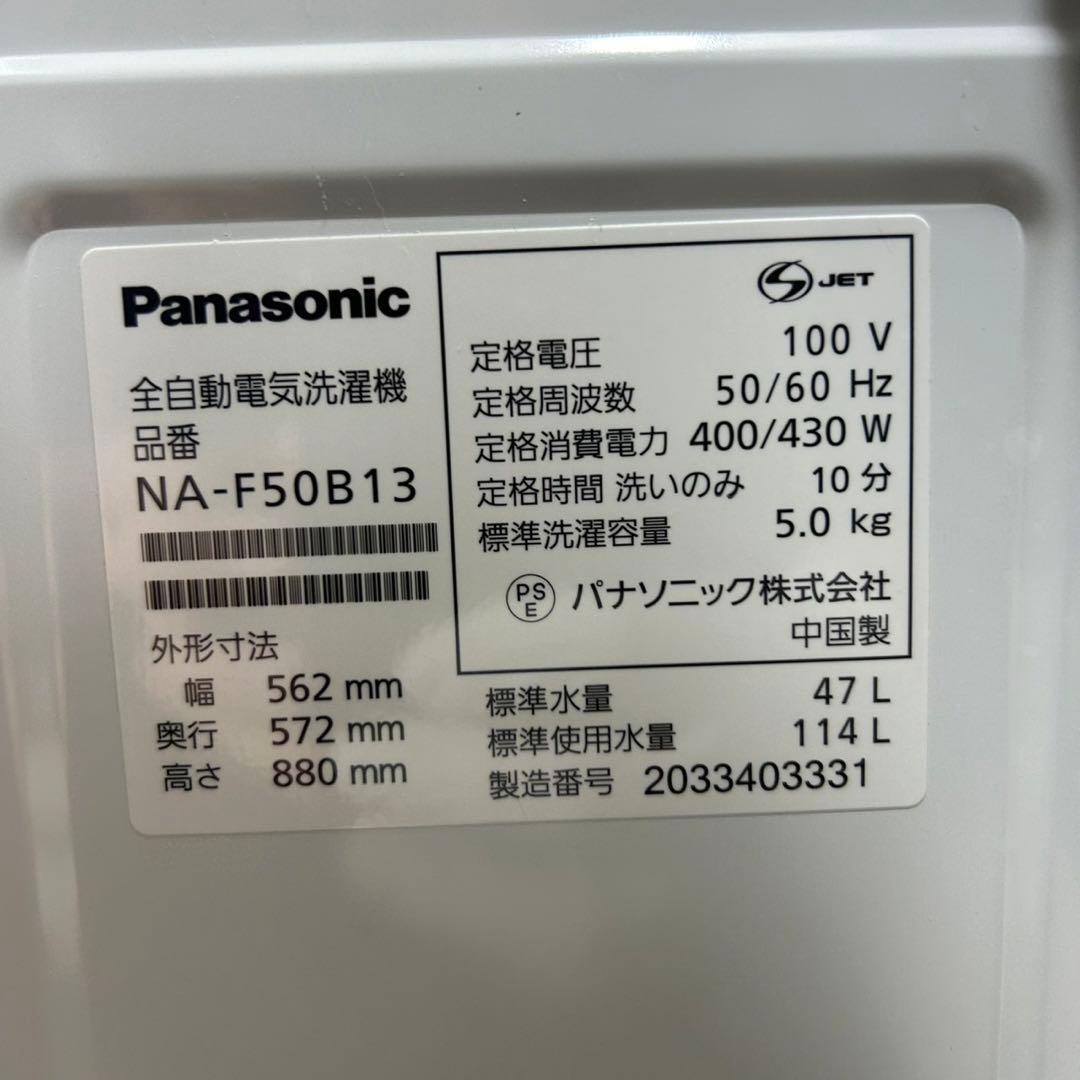 Panasonic
全自動電気洗濯機
品番
NA-F50B13
外形寸法
幅 562 mm
奥行 572 mm
高さ 880 mm
S JET
定格電圧 100 V
定格周波数 50/60 Hz
定格消費電力 400/430 W
定格時間 洗いのみ 10 分
標準洗濯容量 5.0 kg
PS E パナソニック株式会社
中国製
標準水量 47 L
標準使用水量 114 L
製造番号 2033403331